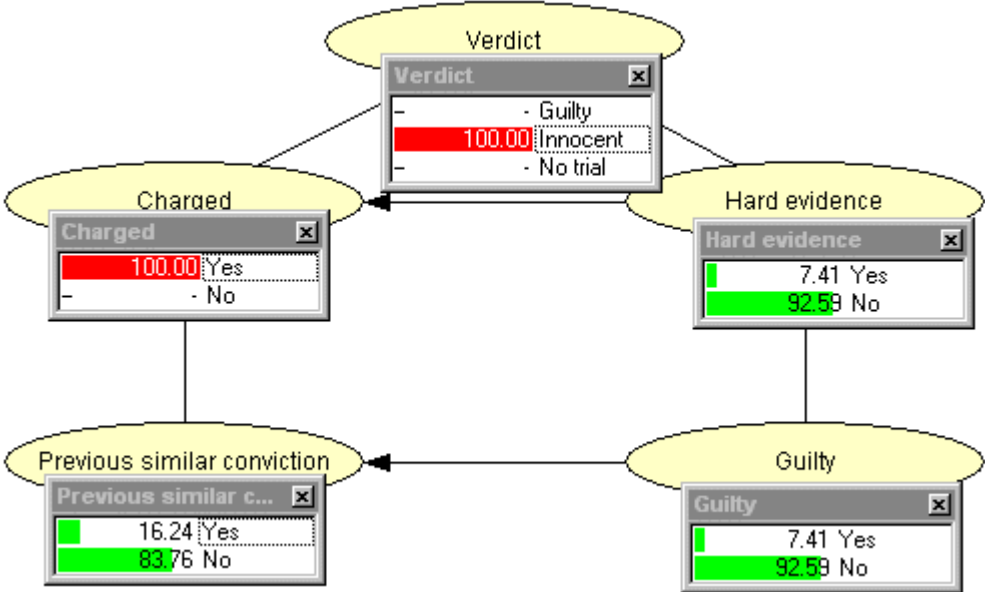 Verdict
Verdict
- - Guilty
100.00 Innocent
- - No trial
Charged
Hard evidence
Charged
100.00 Yes
- - No
Hard evidence
7.41 Yes
92.59 No
Previous similar conviction
Guilty
Previous similar c...
16.24 Yes
83.76 No
Guilty
7.41 Yes
92.59 No